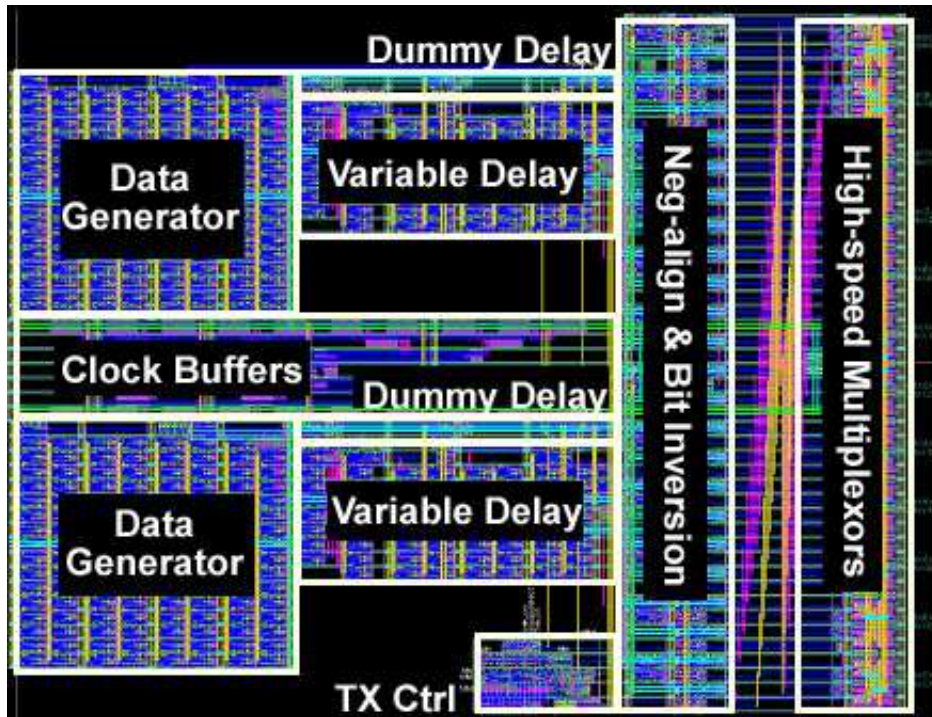 Dummy Delay
Data
Generator
Variable Delay
Clock Buffers
Dummy Delay
Data
Generator
Variable Delay
TX Ctrl
Neg-align & Bit Inversion
High-speed Multiplexors